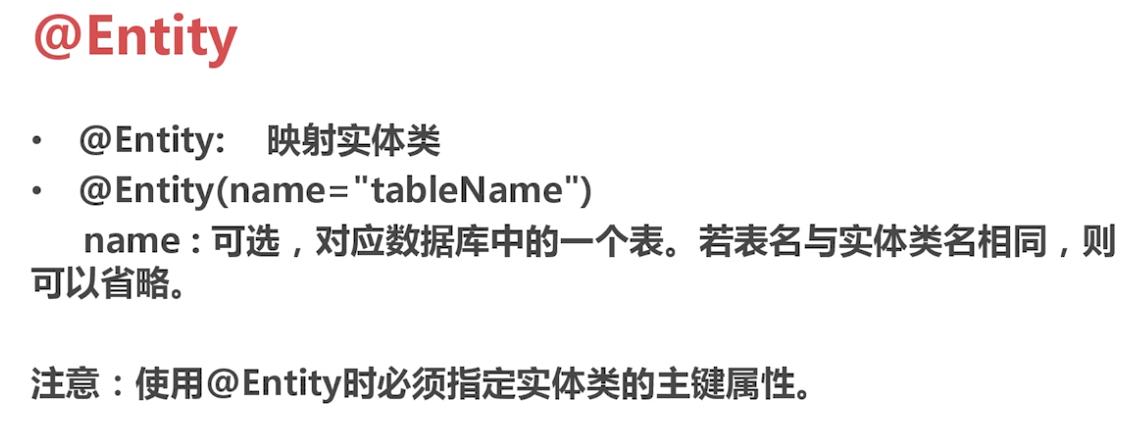 @Entity
• @Entity: 映射实体类
• @Entity(name="tableName")
name：可选，对应数据库中的一个表。若表名与实体类名相同，则
可以省略。
注意：使用@Entity时必须指定实体类的主键属性。